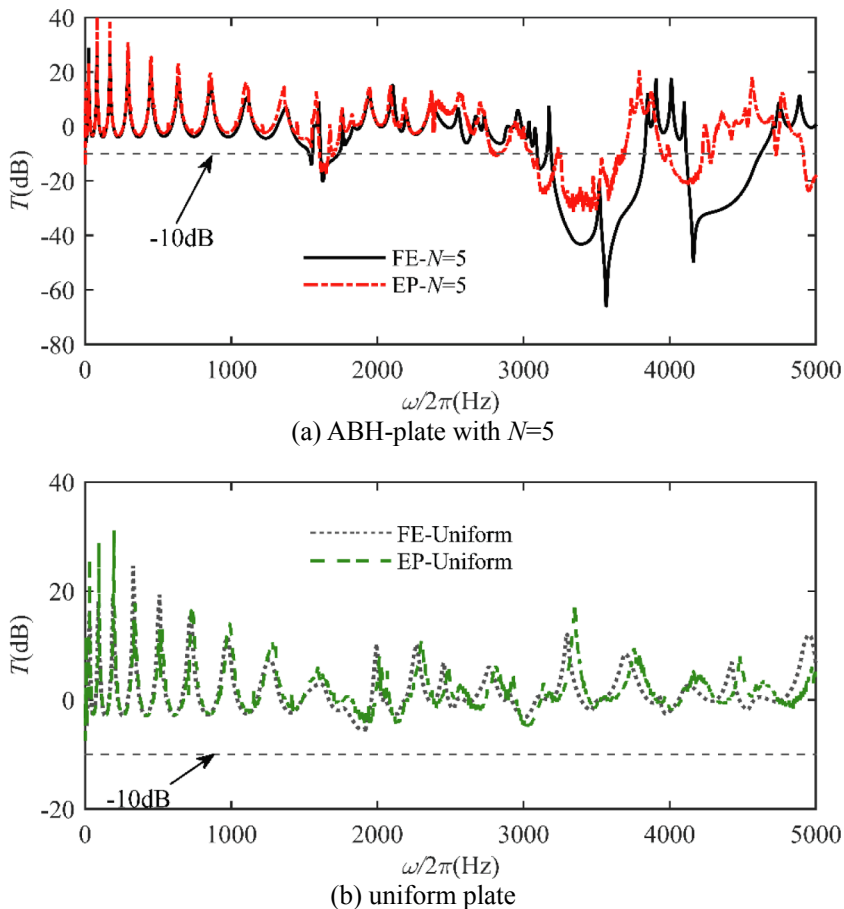 40
20
0
-20
-40
-60
-80
T(dB)
-10dB
FE-N=5
EP-N=5
0 1000 2000 3000 4000 5000
ω/2π(Hz)
(a) ABH-plate with N=5
40
20
0
-20
T(dB)
FE-Uniform
EP-Uniform
-10dB
0 1000 2000 3000 4000 5000
ω/2π(Hz)
(b) uniform plate